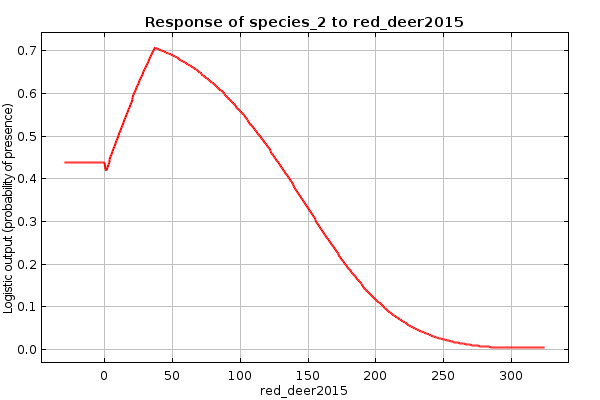 Response of species_2 to red_deer2015
Logistic output (probability of presence)
0.7
0.6
0.5
0.4
0.3
0.2
0.1
0.0
0 50 100 150 200 250 300
red_deer2015